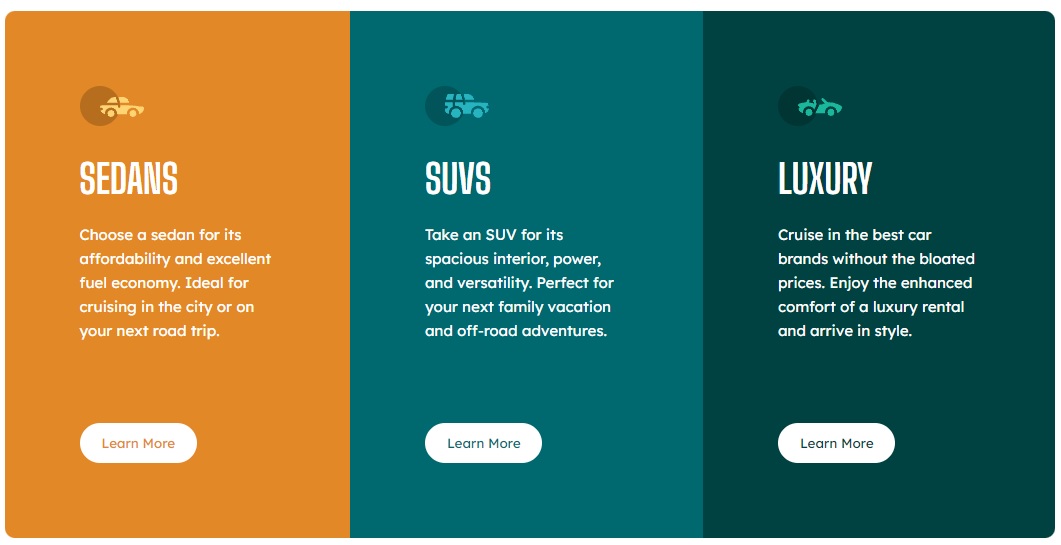 SEDANS
Choose a sedan for its
affordability and excellent
fuel economy. Ideal for
cruising in the city or on
your next road trip.
Learn More
SUVS
Take an SUV for its
spacious interior, power,
and versatility. Perfect for
your next family vacation
and off-road adventures.
Learn More
LUXURY
Cruise in the best car
brands without the bloated
prices. Enjoy the enhanced
comfort of a luxury rental
and arrive in style.
Learn More